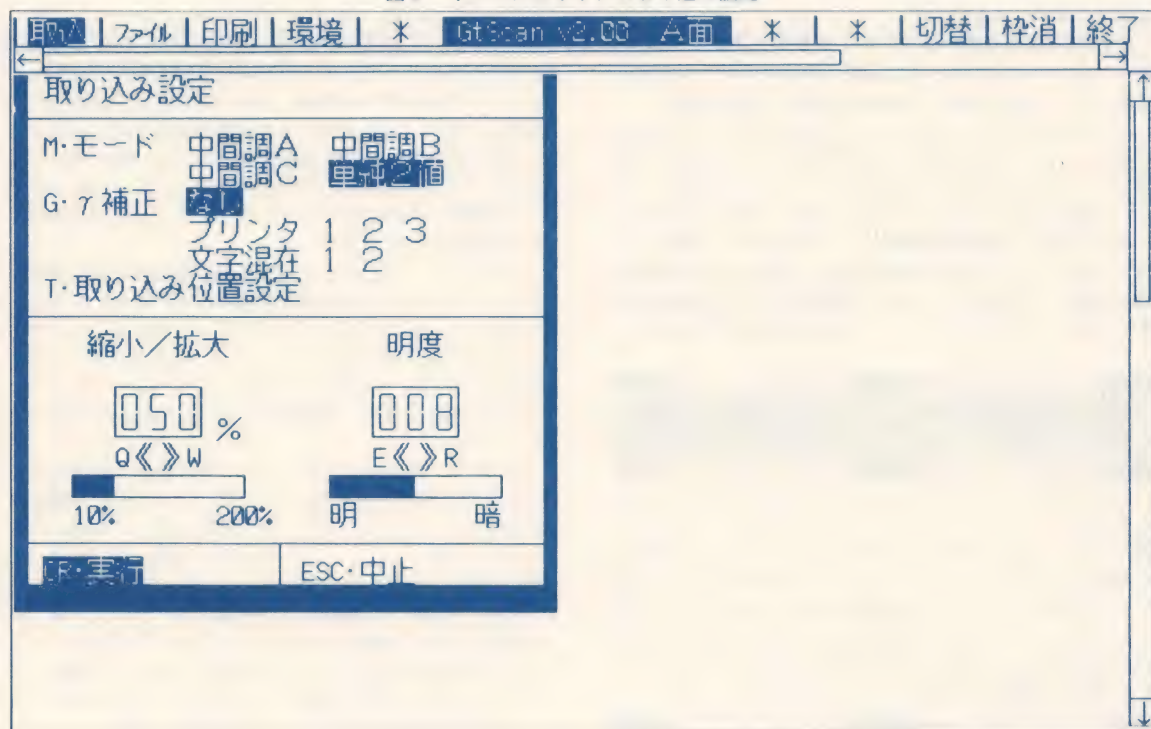 取込 | ファイル | 印刷 | 環境 | * GtScan v2.00 A面 * | * | 切替 | 枠消 | 終了
← →
取り込み設定 ↑
M・モード 中間調A 中間調B
中間調C 単純2値
G・γ補正 なし
プリンタ 1 2 3
文字混在 1 2
T・取り込み位置設定
縮小／拡大 明度
050 % 008
Q《 》W E《 》R
10% 200% 明 暗
CR・実行 ESC・中止
↓